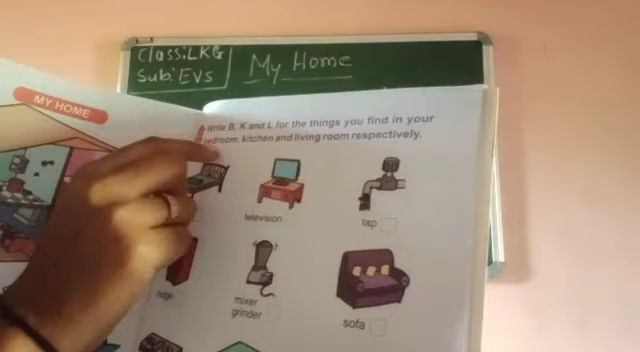 Class:LKG
Sub:EVS
My Home
MY HOME
Write B, K and L for the things you find in your
bedroom, kitchen and living room respectively.
television
tap
mixer
grinder
sofa